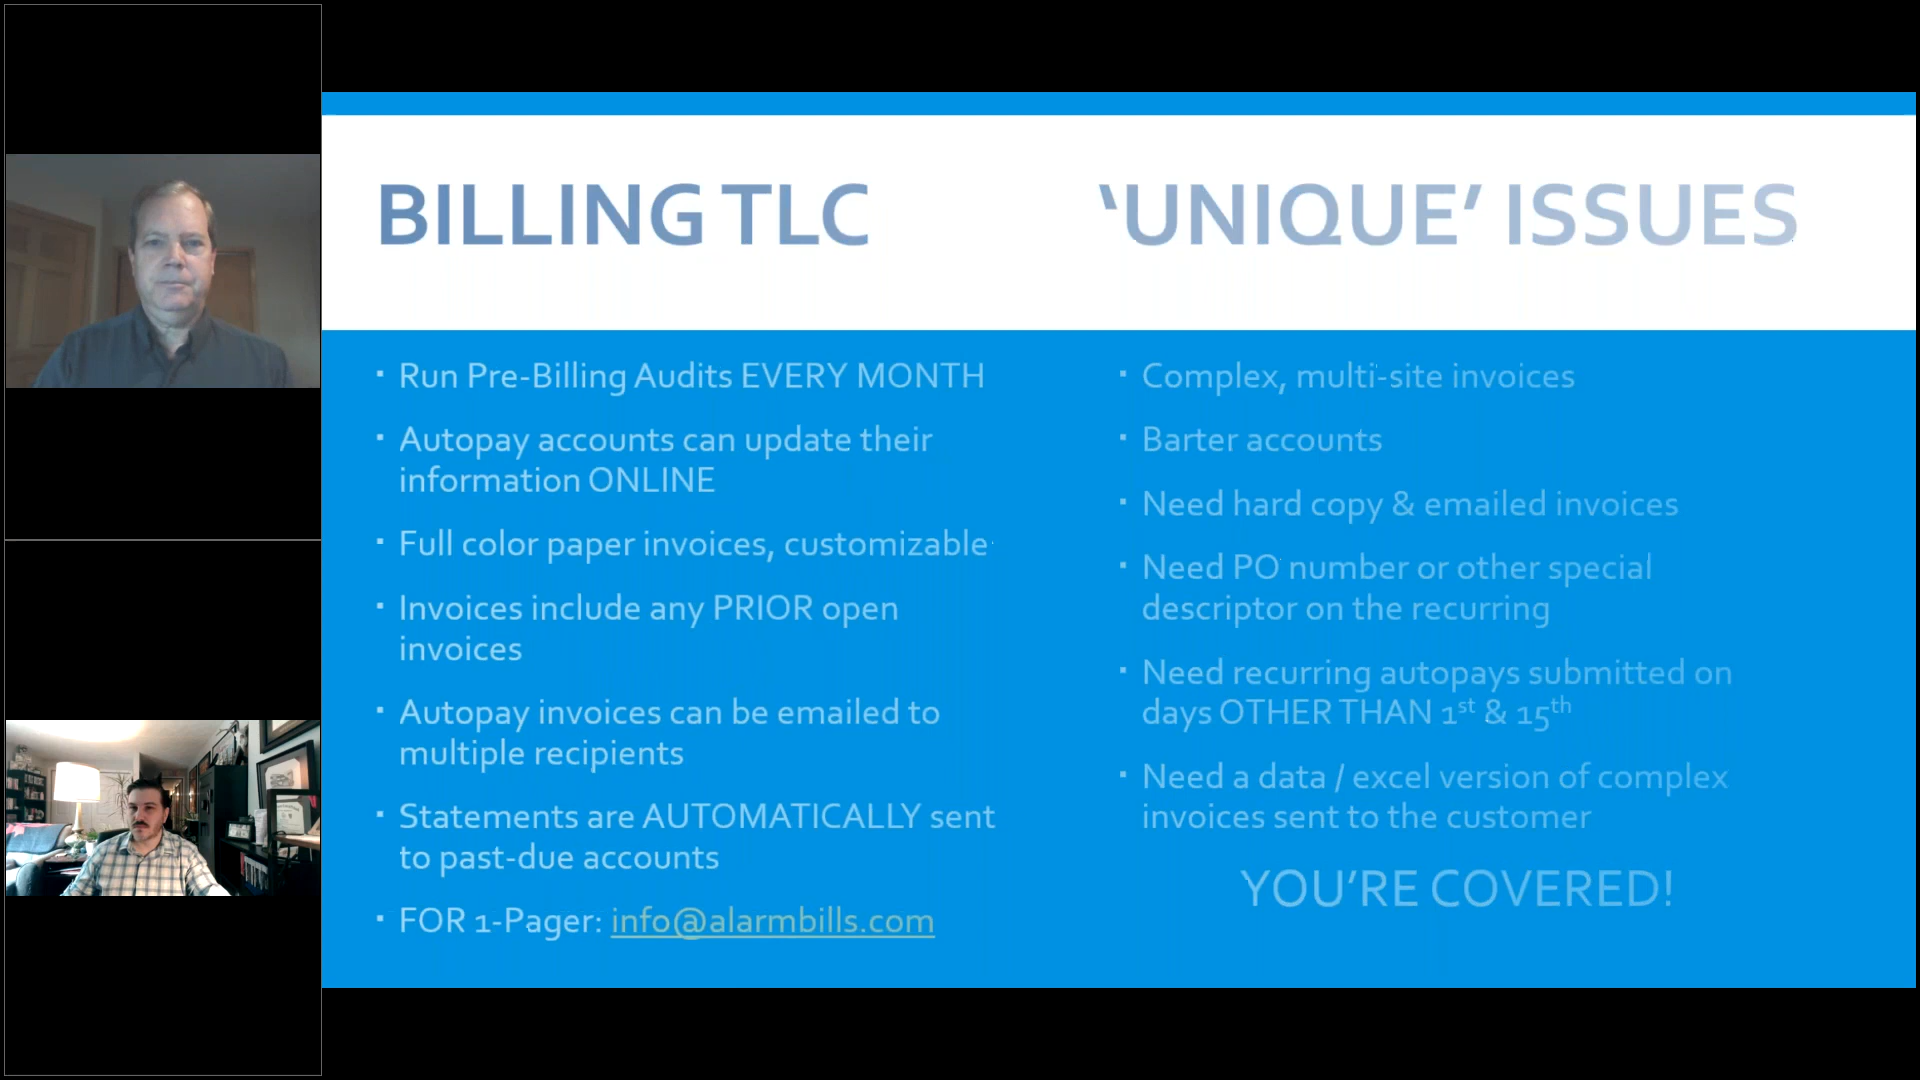 BILLING TLC
‘UNIQUE’ ISSUES
▪ Run Pre-Billing Audits EVERY MONTH
▪ Autopay accounts can update their
information ONLINE
▪ Full color paper invoices, customizable
▪ Invoices include any PRIOR open
invoices
▪ Autopay invoices can be emailed to
multiple recipients
▪ Statements are AUTOMATICALLY sent
to past-due accounts
▪ FOR 1-Pager: info@alarmbills.com
▪ Complex, multi-site invoices
▪ Barter accounts
▪ Need hard copy & emailed invoices
▪ Need PO number or other special
descriptor on the recurring
▪ Need recurring autopays submitted on
days OTHER THAN 1st & 15th
▪ Need a data / excel version of complex
invoices sent to the customer
YOU’RE COVERED!